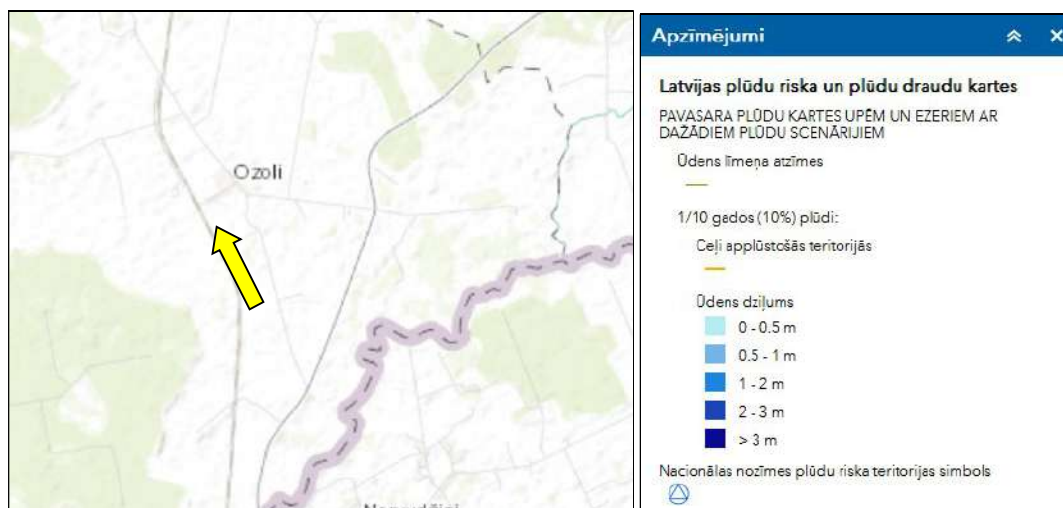 Ozoli
Apzīmējumi
Latvijas plūdu riska un plūdu draudu kartes
PAVASARA PLŪDU KARTES UPĒM UN EZERIEM AR
DAŽĀDIEM PLŪDU SCENĀRIJIEM
Ūdens līmeņa atzīmes
1/10 gados (10%) plūdi:
Ceļi applūstošās teritorijās
Ūdens dziļums
0 - 0.5 m
0.5 - 1 m
1 - 2 m
2 - 3 m
> 3 m
Nacionālas nozīmes plūdu riska teritorijas simbols